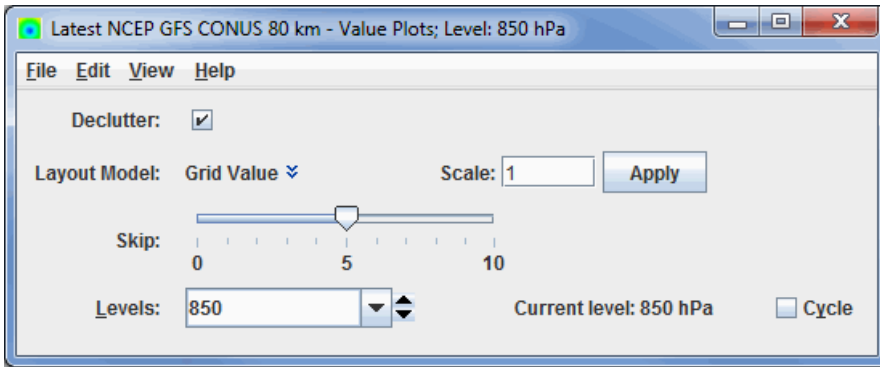 Latest NCEP GFS CONUS 80 km - Value Plots; Level: 850 hPa
File Edit View Help
Declutter:
Layout Model: Grid Value Scale: 1 Apply
Skip:
0 5 10
Levels: 850 Current level: 850 hPa Cycle